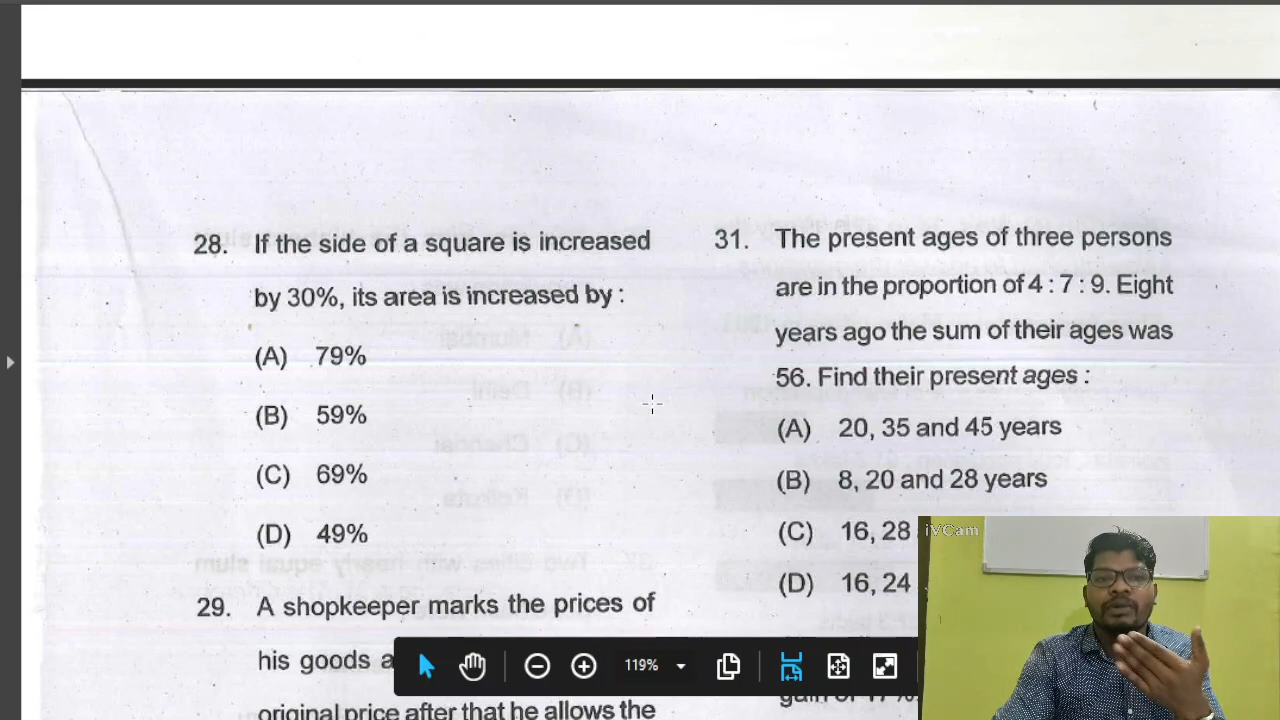 28. If the side of a square is increased
by 30%, its area is increased by :
(A) 79%
(B) 59%
(C) 69%
(D) 49%
29. A shopkeeper marks the prices of
his goods a
original price after that he allows the
31. The present ages of three persons
are in the proportion of 4 : 7 : 9. Eight
years ago the sum of their ages was
56. Find their present ages :
(A) 20, 35 and 45 years
(B) 8, 20 and 28 years
(C) 16, 28
(D) 16, 24
gain of 17%
iVCam
119%